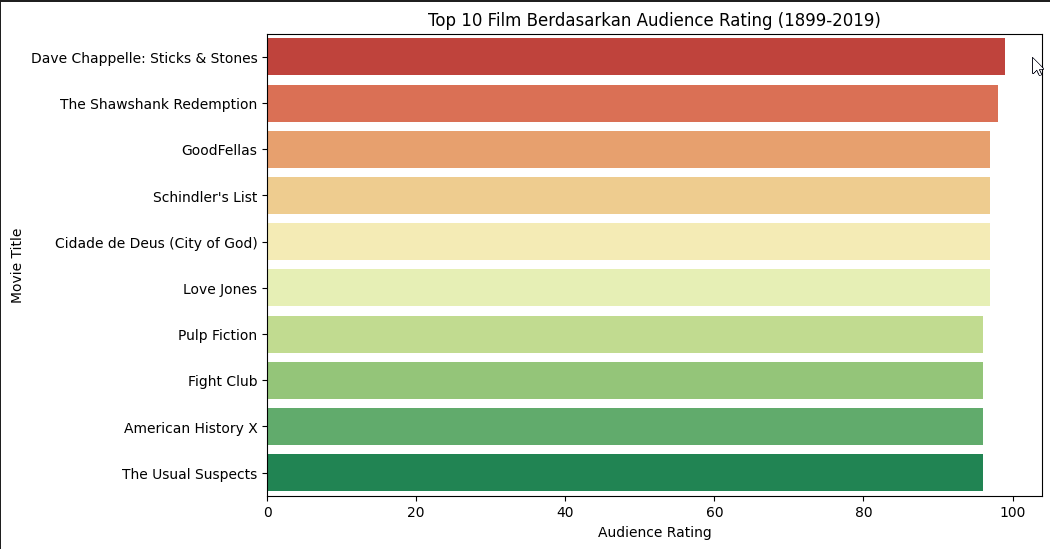 Top 10 Film Berdasarkan Audience Rating (1899-2019)
Movie Title
Dave Chappelle: Sticks & Stones
The Shawshank Redemption
GoodFellas
Schindler's List
Cidade de Deus (City of God)
Love Jones
Pulp Fiction
Fight Club
American History X
The Usual Suspects
0 20 40 60 80 100
Audience Rating